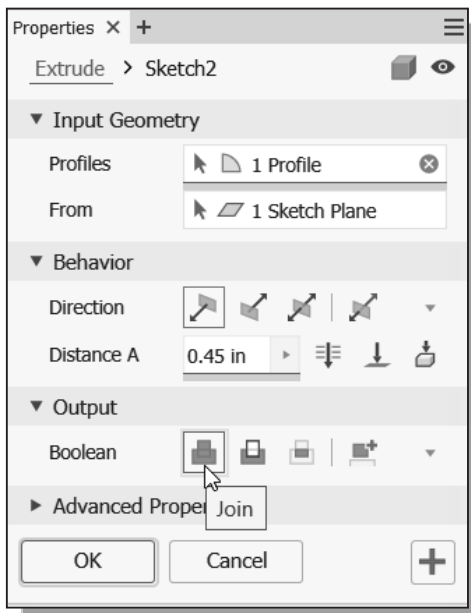 Properties × +
Extrude > Sketch2
Input Geometry
Profiles 1 Profile
From 1 Sketch Plane
Behavior
Direction
Distance A 0.45 in
Output
Boolean
Advanced Proper
Join
OK Cancel